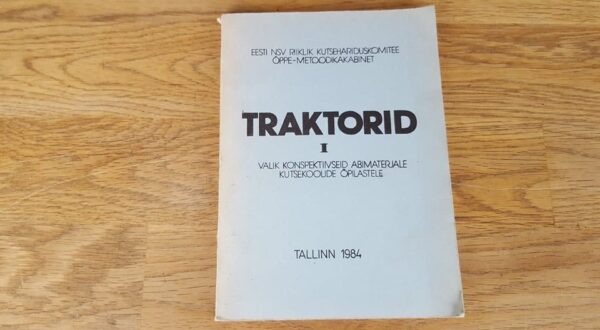 EESTI NSV RIIKLIK KUTSEHARIDUSKOMITEE
ÕPPE-METOODIKAKABINET
TRAKTORID
I
VALIK KONSPEKTIIVSEID ABIMATERJALE
KUTSEKOOLIDE ÕPILASTELE
TALLINN 1984